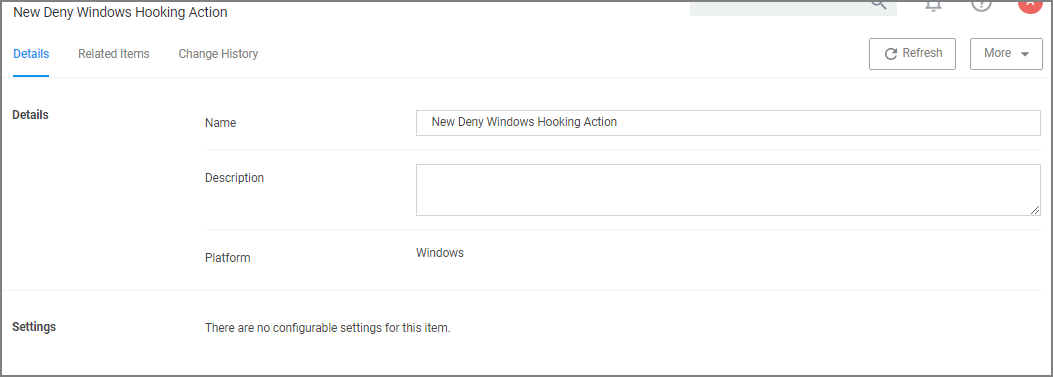 New Deny Windows Hooking Action
Details Related Items Change History Refresh More
Details
Name New Deny Windows Hooking Action
Description
Platform Windows
Settings There are no configurable settings for this item.